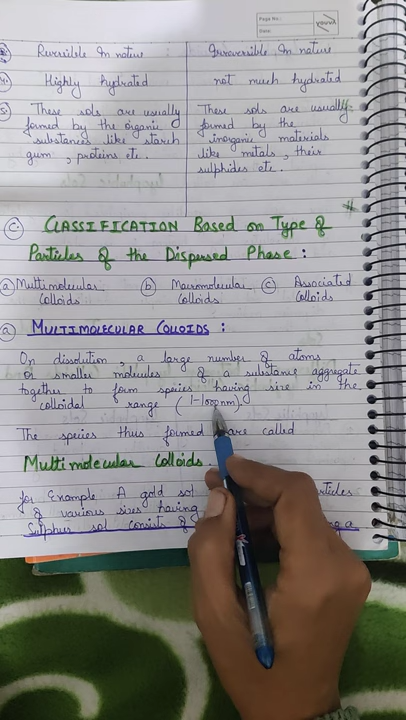 Page No.:
Date:
Reversible In nature
Irreversible In nature
4. Highly hydrated
not much hydrated
5. These sols are usually
formed by the organic
substances like starch
gum, proteins etc.
These sols are usually
formed by the
inorganic materials
like metals, their
sulphides etc.
C. CLASSIFICATION Based on Type of
Particles of the Dispersed Phase :
a Multimolecular
Colloids
b Macromolecular
Colloids
c Associated
Colloids
a MULTIMOLECULAR COLLOIDS :
On dissolution, a large number of atoms
or smaller molecules of a substance aggregate
together to form species having size in the
colloidal range (1-1000nm).
The species thus formed are called
Multimolecular Colloids.
for Example A gold sol
of various sizes having
Sulphur sol consists of